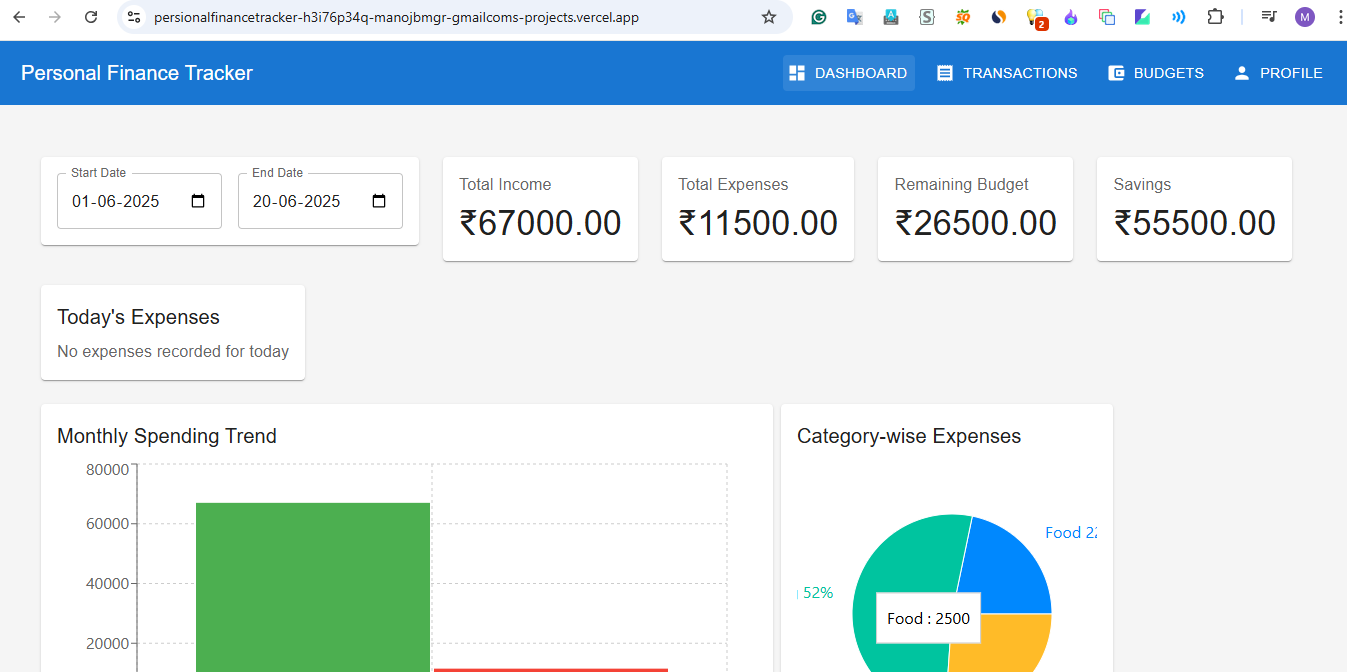 persionalfinancetracker-h3i76p34q-manojbmgr-gmailcoms-projects.vercel.app
2
M
Personal Finance Tracker
DASHBOARD
TRANSACTIONS
BUDGETS
PROFILE
Start Date
01-06-2025
End Date
20-06-2025
Total Income
₹67000.00
Total Expenses
₹11500.00
Remaining Budget
₹26500.00
Savings
₹55500.00
Today's Expenses
No expenses recorded for today
Monthly Spending Trend
80000
60000
40000
20000
Category-wise Expenses
Food 22
52%
Food : 2500